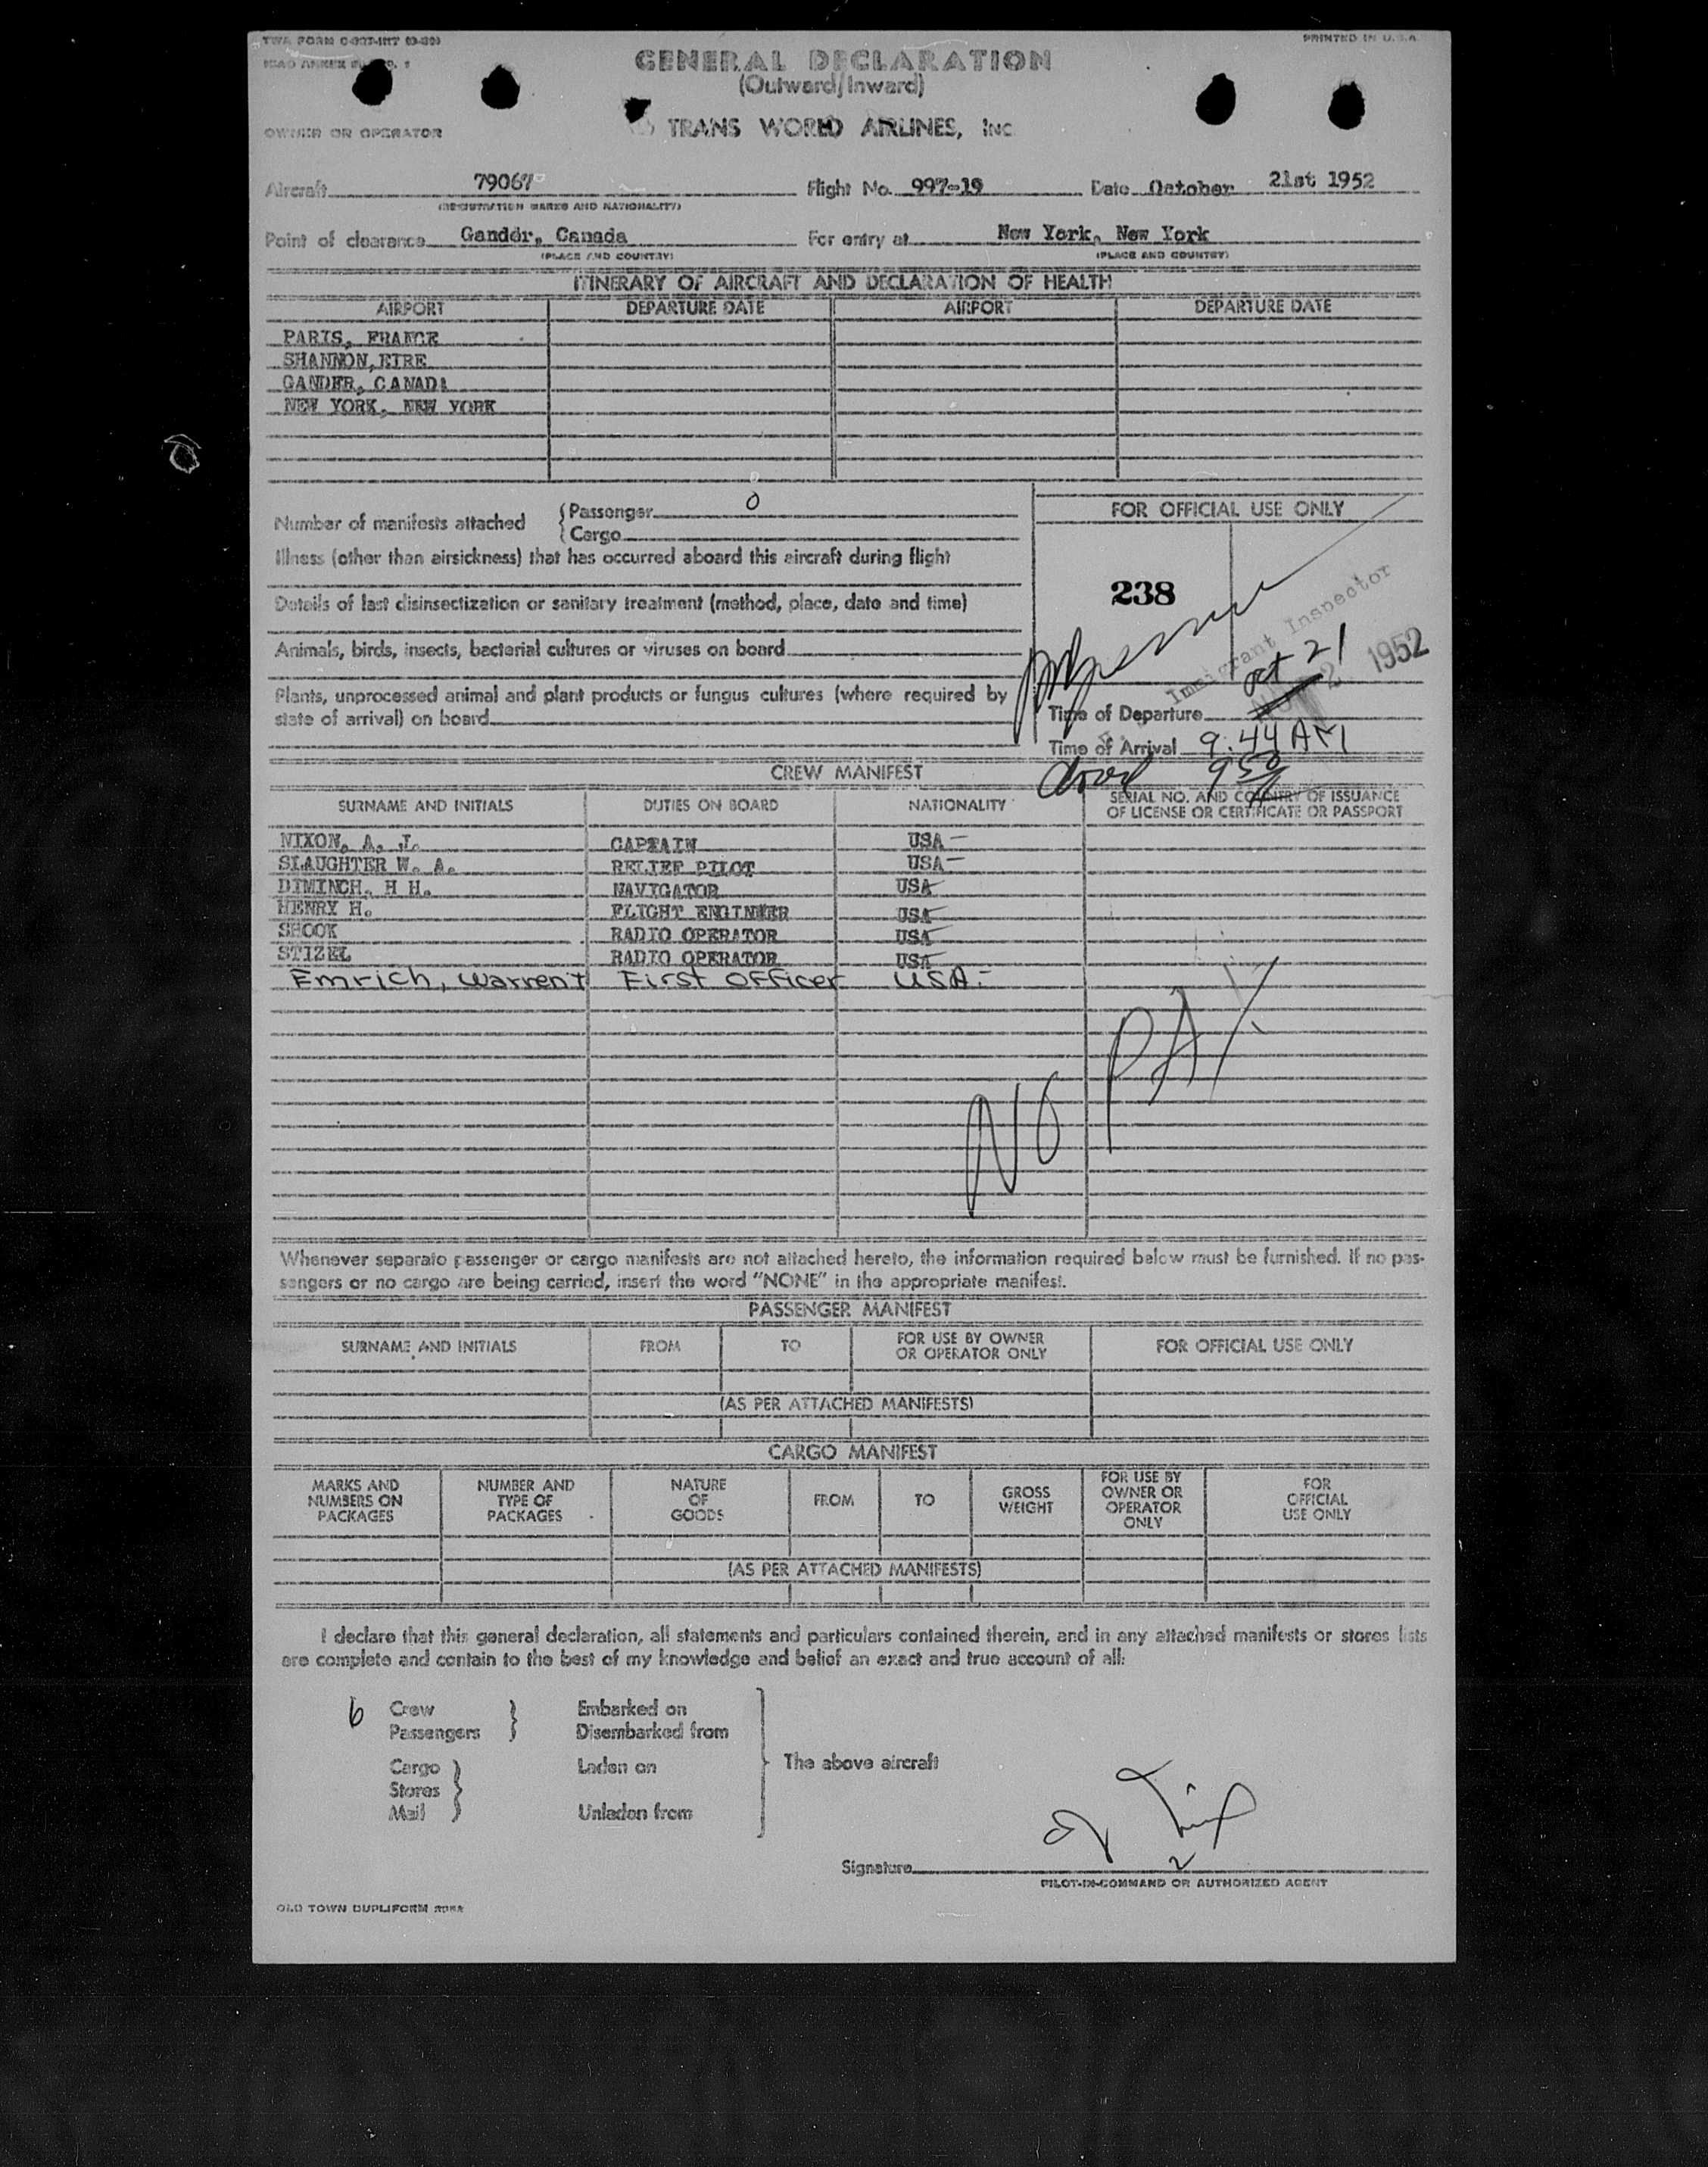 TWA FORM
PRINTED IN U.S.A.
GENERAL DECLARATION
(Outward/Inward)
OWNER OR OPERATOR
TRANS WORLD AIRLINES, INC.
Aircraft 79067 Flight No. 997-19 Date October 21st 1952
(REGISTRATION MARKS AND NATIONALITY)
Point of clearance Gander, Canada For entry at New York, New York
(PLACE AND COUNTRY) (PLACE AND COUNTRY)
ITINERARY OF AIRCRAFT AND DECLARATION OF HEALTH
AIRPORT DEPARTURE DATE AIRPORT DEPARTURE DATE
PARIS, FRANCE
SHANNON, EIRE
GANDER, CANADA
NEW YORK, NEW YORK
Number of manifests attached {Passenger 0
{Cargo
Illness (other than airsickness) that has occurred aboard this aircraft during flight
Details of last disinsectization or sanitary treatment (method, place, date and time)
Animals, birds, insects, bacterial cultures or viruses on board
Plants, unprocessed animal and plant products or fungus cultures (where required by
state of arrival) on board
FOR OFFICIAL USE ONLY
238
Immigrant Inspector
Oct 21 1952
Time of Departure
Time of Arrival 9:44 AM
950
CREW MANIFEST
SURNAME AND INITIALS DUTIES ON BOARD NATIONALITY SERIAL NO. AND COUNTRY OF ISSUANCE
OF LICENSE OR CERTIFICATE OR PASSPORT
NIXON, A. J. CAPTAIN USA
SLAUGHTER W. A. RELIEF PILOT USA
DIMINCH, H H. NAVIGATOR USA
HENRY H. FLIGHT ENGINEER USA
SHOOK RADIO OPERATOR USA
STIZEL RADIO OPERATOR USA
Emrich, Warren T First Officer USA
NO PAX
Whenever separate passenger or cargo manifests are not attached hereto, the information required below must be furnished. If no pas-
sengers or no cargo are being carried, insert the word "NONE" in the appropriate manifest.
PASSENGER MANIFEST
SURNAME AND INITIALS FROM TO FOR USE BY OWNER FOR OFFICIAL USE ONLY
OR OPERATOR ONLY
(AS PER ATTACHED MANIFESTS)
CARGO MANIFEST
MARKS AND NUMBER AND NATURE FROM TO GROSS FOR USE BY FOR
NUMBERS ON TYPE OF OF WEIGHT OWNER OR OFFICIAL
PACKAGES PACKAGES GOODS OPERATOR USE ONLY
ONLY
(AS PER ATTACHED MANIFESTS)
I declare that this general declaration, all statements and particulars contained therein, and in any attached manifests or stores lists
are complete and contain to the best of my knowledge and belief an exact and true account of all:
6 Crew } Embarked on
Passengers } Disembarked from
Cargo } Laden on The above aircraft
Stores }
Mail } Unladen from
Signature
PILOT-IN-COMMAND OR AUTHORIZED AGENT
OLD TOWN DUPLIFORM